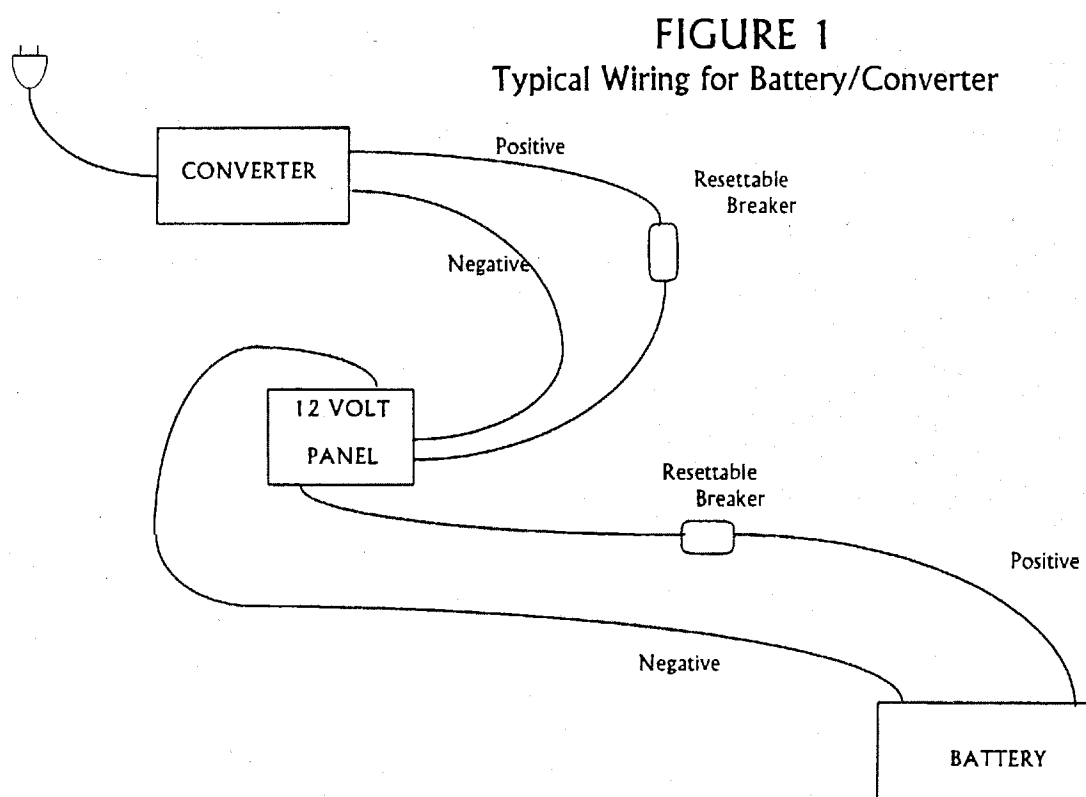 FIGURE 1
Typical Wiring for Battery/Converter
Positive
CONVERTER
Resettable
Breaker
Negative
12 VOLT
PANEL
Resettable
Breaker
Positive
Negative
BATTERY